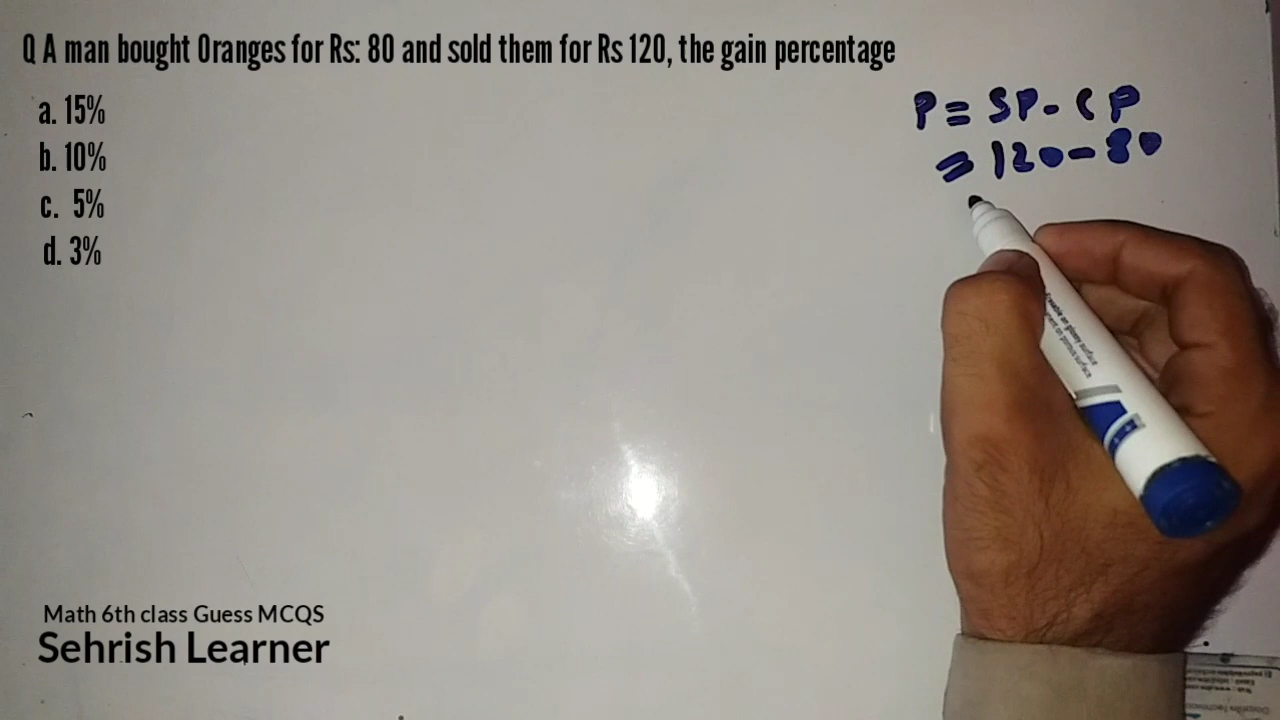 Q A man bought Oranges for Rs: 80 and sold them for Rs 120, the gain percentage
a. 15%
b. 10%
c. 5%
d. 3%
P = SP - CP
= 120 - 80
Math 6th class Guess MCQS
Sehrish Learner